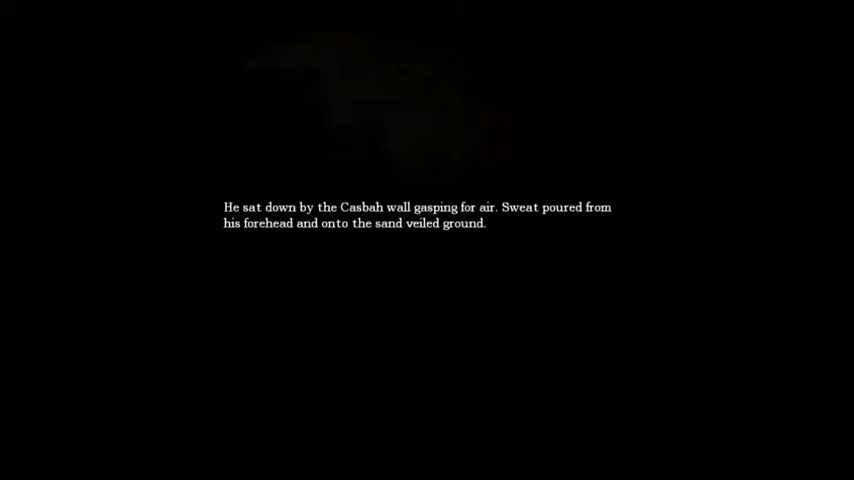 He sat down by the Casbah wall gasping for air. Sweat poured from
his forehead and onto the sand veiled ground.